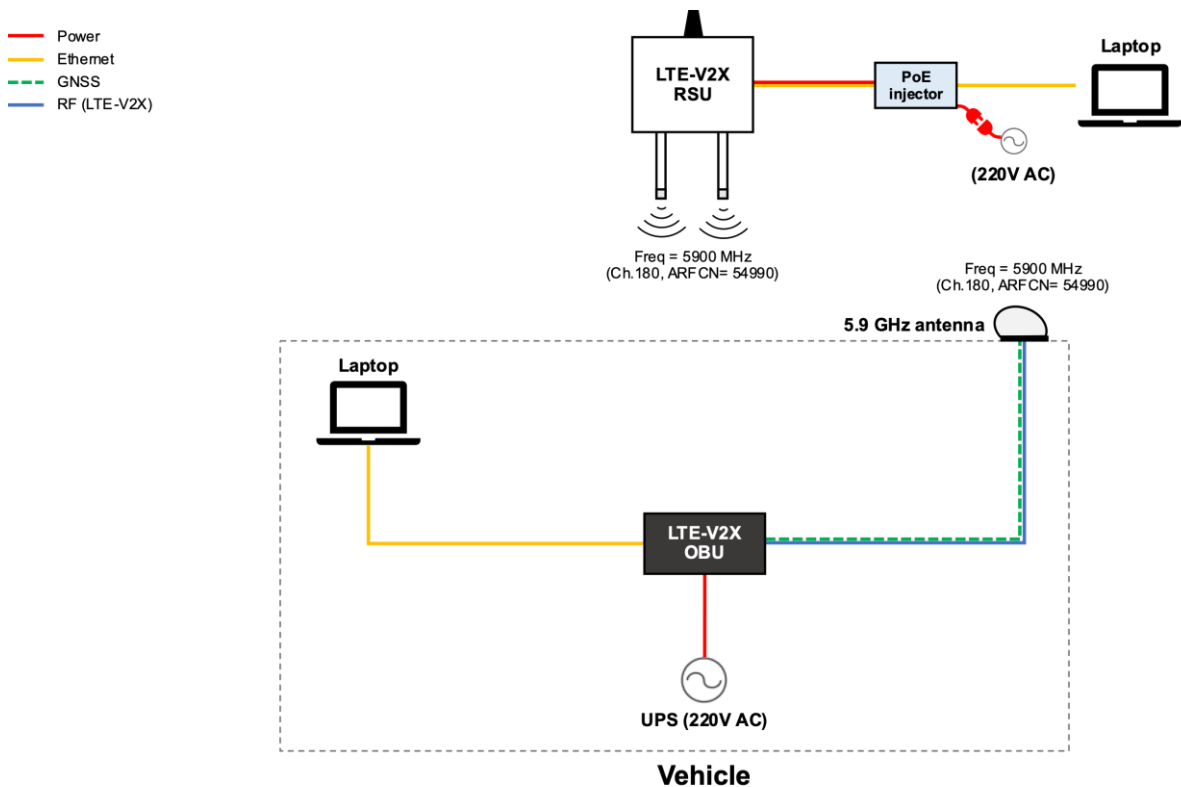 Power
Ethernet
GNSS
RF (LTE-V2X)
LTE-V2X
RSU
PoE
injector
Laptop
(220V AC)
Freq = 5900 MHz
(Ch.180, ARFCN= 54990)
Freq = 5900 MHz
(Ch.180, ARFCN= 54990)
5.9 GHz antenna
Laptop
LTE-V2X
OBU
UPS (220V AC)
Vehicle